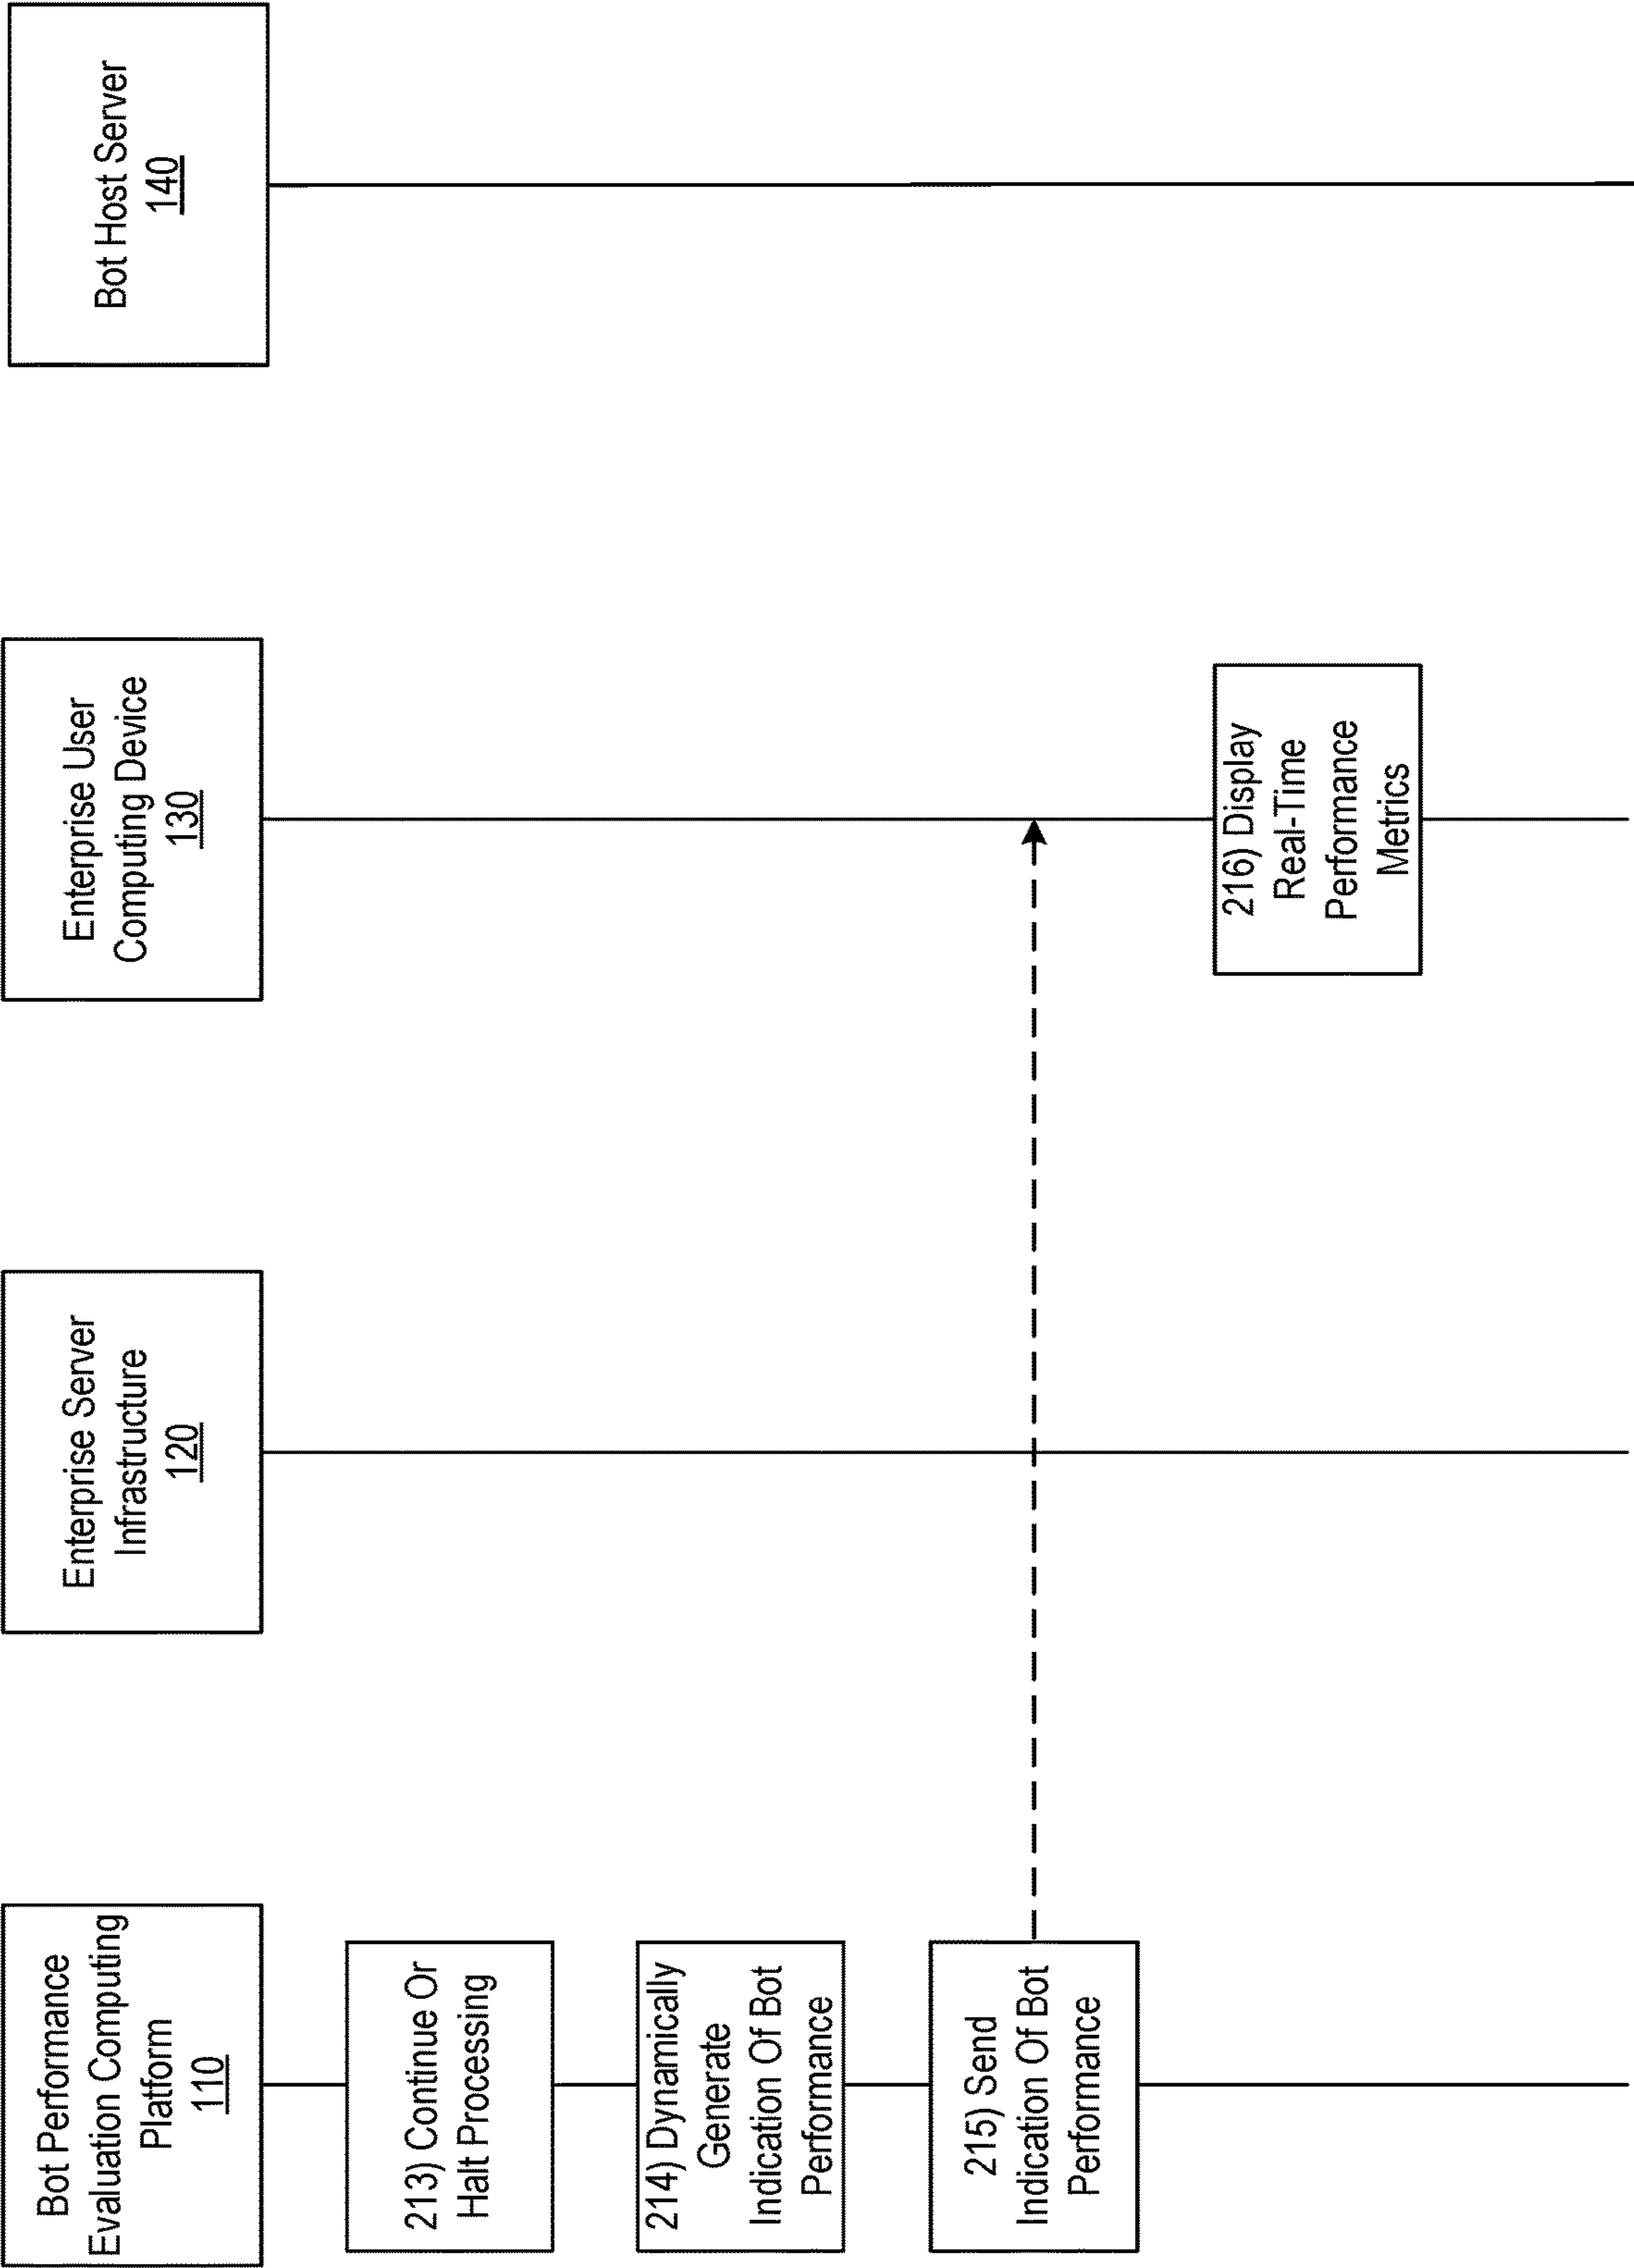 Bot Performance
Evaluation Computing
Platform
110
Enterprise Server
Infrastructure
120
Enterprise User
Computing Device
130
Bot Host Server
140
213) Continue Or
Halt Processing
214) Dynamically
Generate
Indication Of Bot
Performance
215) Send
Indication Of Bot
Performance
216) Display
Real-Time
Performance
Metrics